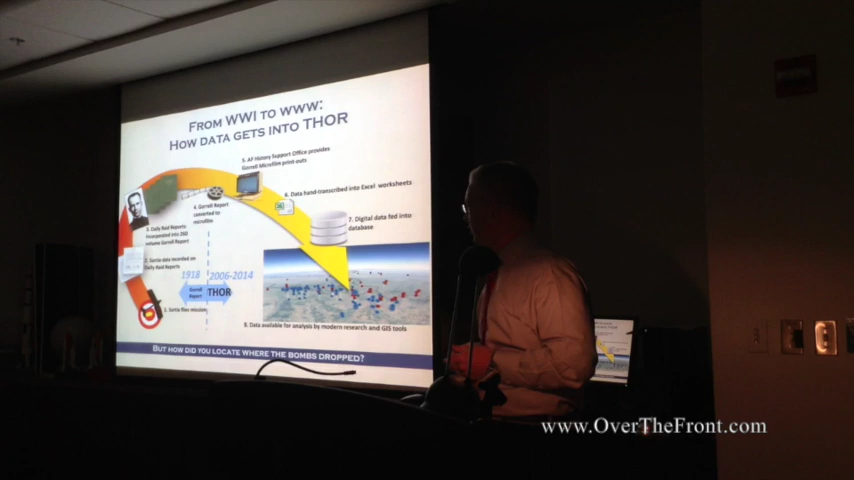 FROM WWI TO WWW:
HOW DATA GETS INTO THOR
5. AF History Support Office provides
Gorrell Microfilm print-outs
6. Data hand-transcribed into Excel worksheets
4. Gorrell Report
converted to
microfilm
7. Digital data fed into
database
3. Daily Raid Reports
incorporated into 260
volume Gorrell Report
2. Sortie data recorded on
Daily Raid Reports
1918 2006-2014
Gorrell
Report
THOR
1. Sortie flies mission
8. Data available for analysis by modern research and GIS tools
BUT HOW DID YOU LOCATE WHERE THE BOMBS DROPPED?
www.OverTheFront.com